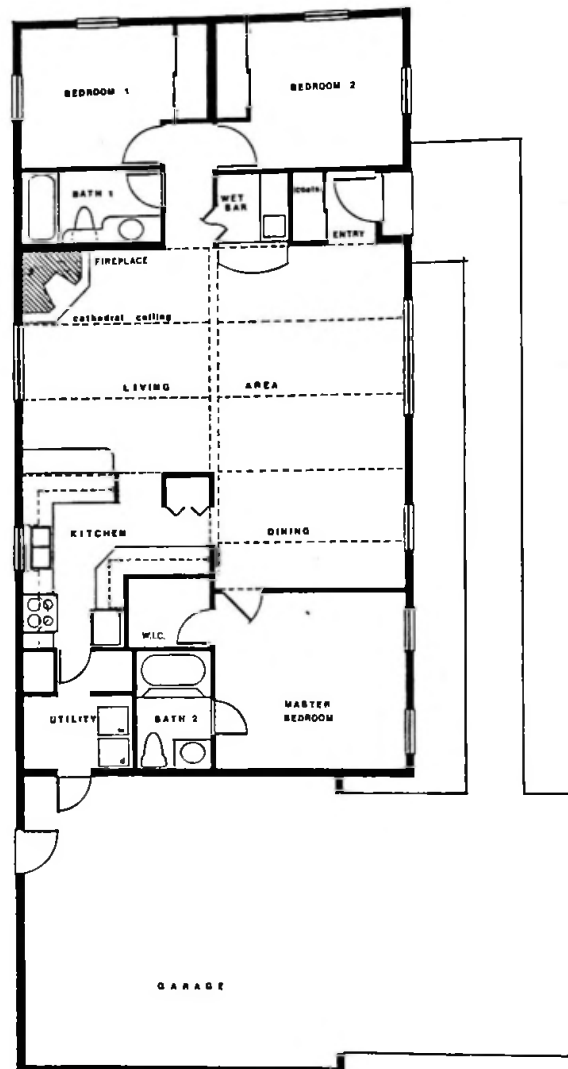 BEDROOM 1
BEDROOM 2
BATH 1
WET
BAR
coats
ENTRY
FIREPLACE
cathedral ceiling
LIVING AREA
KITCHEN
DINING
W.I.C.
MASTER
BEDROOM
UTILITY
BATH 2
w
d
GARAGE